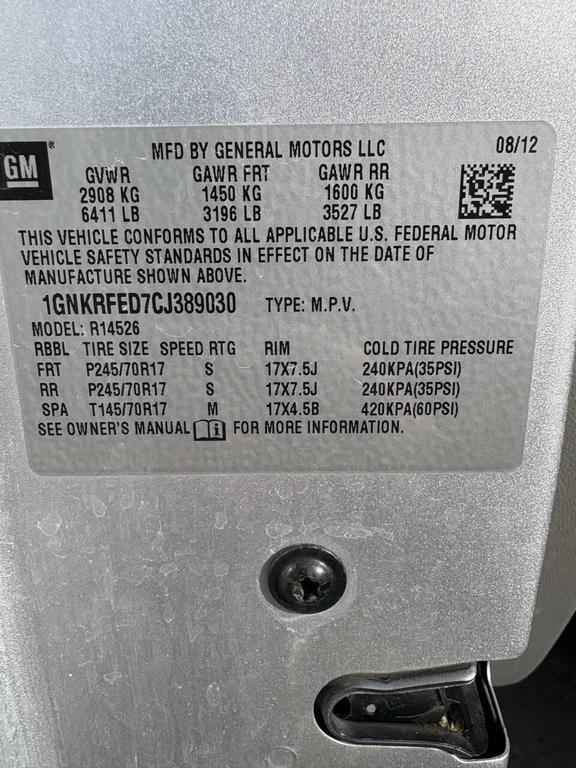 GM
MFD BY GENERAL MOTORS LLC 08/12
GVWR GAWR FRT GAWR RR
2908 KG 1450 KG 1600 KG
6411 LB 3196 LB 3527 LB
THIS VEHICLE CONFORMS TO ALL APPLICABLE U.S. FEDERAL MOTOR
VEHICLE SAFETY STANDARDS IN EFFECT ON THE DATE OF
MANUFACTURE SHOWN ABOVE.
1GNKRFED7CJ389030 TYPE: M.P.V.
MODEL: R14526
RBBL TIRE SIZE SPEED RTG RIM COLD TIRE PRESSURE
FRT P245/70R17 S 17X7.5J 240KPA(35PSI)
RR P245/70R17 S 17X7.5J 240KPA(35PSI)
SPA T145/70R17 M 17X4.5B 420KPA(60PSI)
SEE OWNER'S MANUAL FOR MORE INFORMATION.